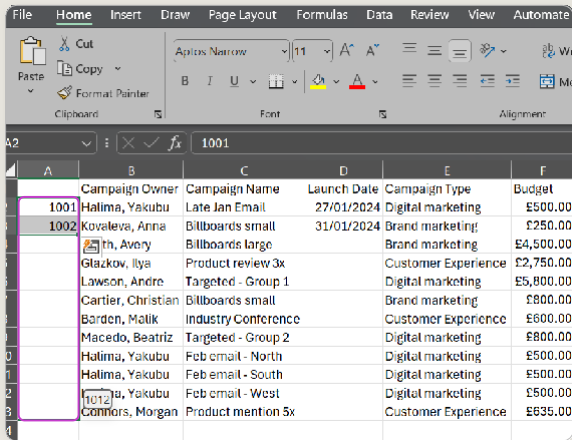 File Home Insert Draw Page Layout Formulas Data Review View Automate
Cut
Copy
Paste
Format Painter
Clipboard
Aptos Narrow 11 A A
B I U A
Font
Alignment
A2 fx 1001
A B C D E F
Campaign Owner Campaign Name Launch Date Campaign Type Budget
1001 Halima, Yakubu Late Jan Email 27/01/2024 Digital marketing £500.00
1002 Kovaleva, Anna Billboards small 31/01/2024 Brand marketing £250.00
th, Avery Billboards large Brand marketing £4,500.00
Glazkov, Ilya Product review 3x Customer Experience £2,750.00
Lawson, Andre Targeted - Group 1 Digital marketing £5,800.00
Cartier, Christian Billboards small Brand marketing £800.00
Barden, Malik Industry Conference Customer Experience £600.00
Macedo, Beatriz Targeted - Group 2 Digital marketing £800.00
Halima, Yakubu Feb email - North Digital marketing £500.00
Halima, Yakubu Feb email - South Digital marketing £500.00
Yakubu Feb email - West Digital marketing £500.00
1012
Connors, Morgan Product mention 5x Customer Experience £635.00